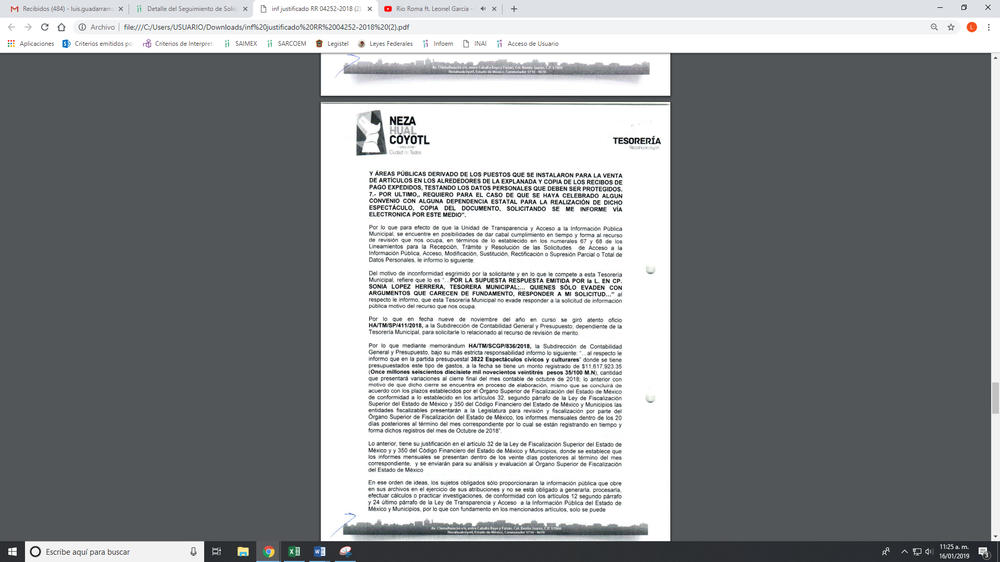 Recibidos (484) - luis.guadarrama
Detalle del Seguimiento de Solici
inf justificado RR 04252-2018 (2)
Rio Roma ft. Leonel Garcia -
Archivo
file:///C:/Users/USUARIO/Downloads/inf%20justificado%20RR%2004252-2018%20(2).pdf
L
Aplicaciones
Criterios emitidos po
Criterios de Interpreta
SAIMEX
SARCOEM
Legistel
Leyes Federales
Infoem
INAI
Acceso de Usuario
Av. Chimalhuacán s/n, entre Caballo Bayo y Faisán, Col. Benito Juárez, C.P. 57000
Nezahualcóyotl, Estado de México, Conmutador 5716 - 9070
NEZA
HUAL
CÓYOTL
- 2016-2018 -
Ciudad de Todos
TESORERÍA
Nezahualcóyotl
Y ÁREAS PÚBLICAS DERIVADO DE LOS PUESTOS QUE SE INSTALARON PARA LA VENTA
DE ARTÍCULOS EN LOS ALREDEDORES DE LA EXPLANADA Y COPIA DE LOS RECIBOS DE
PAGO EXPEDIDOS, TESTANDO LOS DATOS PERSONALES QUE DEBEN SER PROTEGIDOS.
7.- POR ULTIMO,, REQUIERO PARA EL CASO DE QUE SE HAYA CELEBRADO ALGUN
CONVENIO CON ALGUNA DEPENDENCIA ESTATAL PARA LA REALIZACIÓN DE DICHO
ESPECTÁCULO, COPIA DEL DOCUMENTO, SOLICITANDO SE ME INFORME VÍA
ELECTRONICA POR ESTE MEDIO”.
Por lo que para efecto de que la Unidad de Transparencia y Acceso a la Información Pública
Municipal, se encuentre en posibilidades de dar cabal cumplimiento en tiempo y forma al recurso
de revisión que nos ocupa, en términos de lo establecido en los numerales 67 y 68 de los
Lineamientos para la Recepción, Trámite y Resolución de las Solicitudes de Acceso a la
Información Pública, Acceso, Modificación, Sustitución, Rectificación o Supresión Parcial o Total de
Datos Personales, le informo lo siguiente:
Del motivo de inconformidad esgrimido por la solicitante y en lo que le compete a esta Tesorería
Municipal, refiere que lo es “...POR LA SUPUESTA RESPUESTA EMITIDA POR la L. EN CP.
SONIA LOPEZ HERRERA, TESORERA MUNICIPAL;... QUIENES SÓLO EVADEN CON
ARGUMENTOS QUE CARECEN DE FUNDAMENTO, RESPONDER A MI SOLICITUD...” al
respecto le informo, que esta Tesorería Municipal no evade responder a la solicitud de información
pública motivo del recurso que nos ocupa.
Por lo que en fecha nueve de noviembre del año en curso se giró atento oficio
HA/TM/SP/411/2018, a la Subdirección de Contabilidad General y Presupuesto, dependiente de la
Tesorería Municipal, para solicitarle lo relacionado al recurso de revisión de merito.
Por lo que mediante memorándum HA/TM/SCGP/836/2018, la Subdirección de Contabilidad
General y Presupuesto, bajo su más estricta responsabilidad informo lo siguiente: “...al respecto le
informo que en la partida presupuestal 3822 Espectáculos cívicos y culturares” donde se tiene
presupuestados este tipo de gastos, a la fecha se tiene un monto registrado de $11,617,923.35
(Once millones seiscientos diecisiete mil novecientos veintitrés pesos 35/100 M.N), cantidad
que presentará variaciones al cierre final del mes contable de octubre de 2018; lo anterior con
motivo de que dicho cierre se encuentra en proceso de elaboración, mismo que se concluirá de
acuerdo con los plazos establecidos por el Órgano Superior de Fiscalización del Estado de México
de conformidad a lo establecido en los artículos 32, segundo párrafo de la Ley de Fiscalización
Superior del Estado de México y 350 del Código Financiero del Estado de México y Municipios las
entidades fiscalizables presentarán a la Legislatura para revisión y fiscalización por parte del
Órgano Superior de Fiscalización del Estado de México, los informes mensuales dentro de los 20
días posteriores al término del mes correspondiente por lo cual se están registrando en tiempo y
forma dichos registros del mes de Octubre de 2018”.
Lo anterior, tiene su justificación en el artículo 32 de la Ley de Fiscalización Superior del Estado de
México y y 350 del Código Financiero del Estado de México y Municipios, donde se establece que
los informes mensuales se presentan dentro de los veinte días posteriores al término del mes
correspondiente, y se enviarán para su análisis y evaluación al Órgano Superior de Fiscalización
del Estado de México
En ese orden de ideas, los sujetos obligados sólo proporcionaran la información pública que obre
en sus archivos en el ejercicio de sus atribuciones y no se está obligado a generarla, procesarla,
efectuar cálculos o practicar investigaciones, de conformidad con los artículos 12 segundo párrafo
y 24 último párrafo de la Ley de Transparencia y Acceso a la Información Pública del Estado de
México y Municipios, por lo que con fundamento en los mencionados artículos, solo se puede
Av. Chimalhuacán s/n, entre Caballo Bayo y Faisán, Col. Benito Juárez, C.P. 57000
Nezahualcóyotl, Estado de México, Conmutador 5716 - 9070
Escribe aquí para buscar
11:25 a. m.
16/01/2019
3